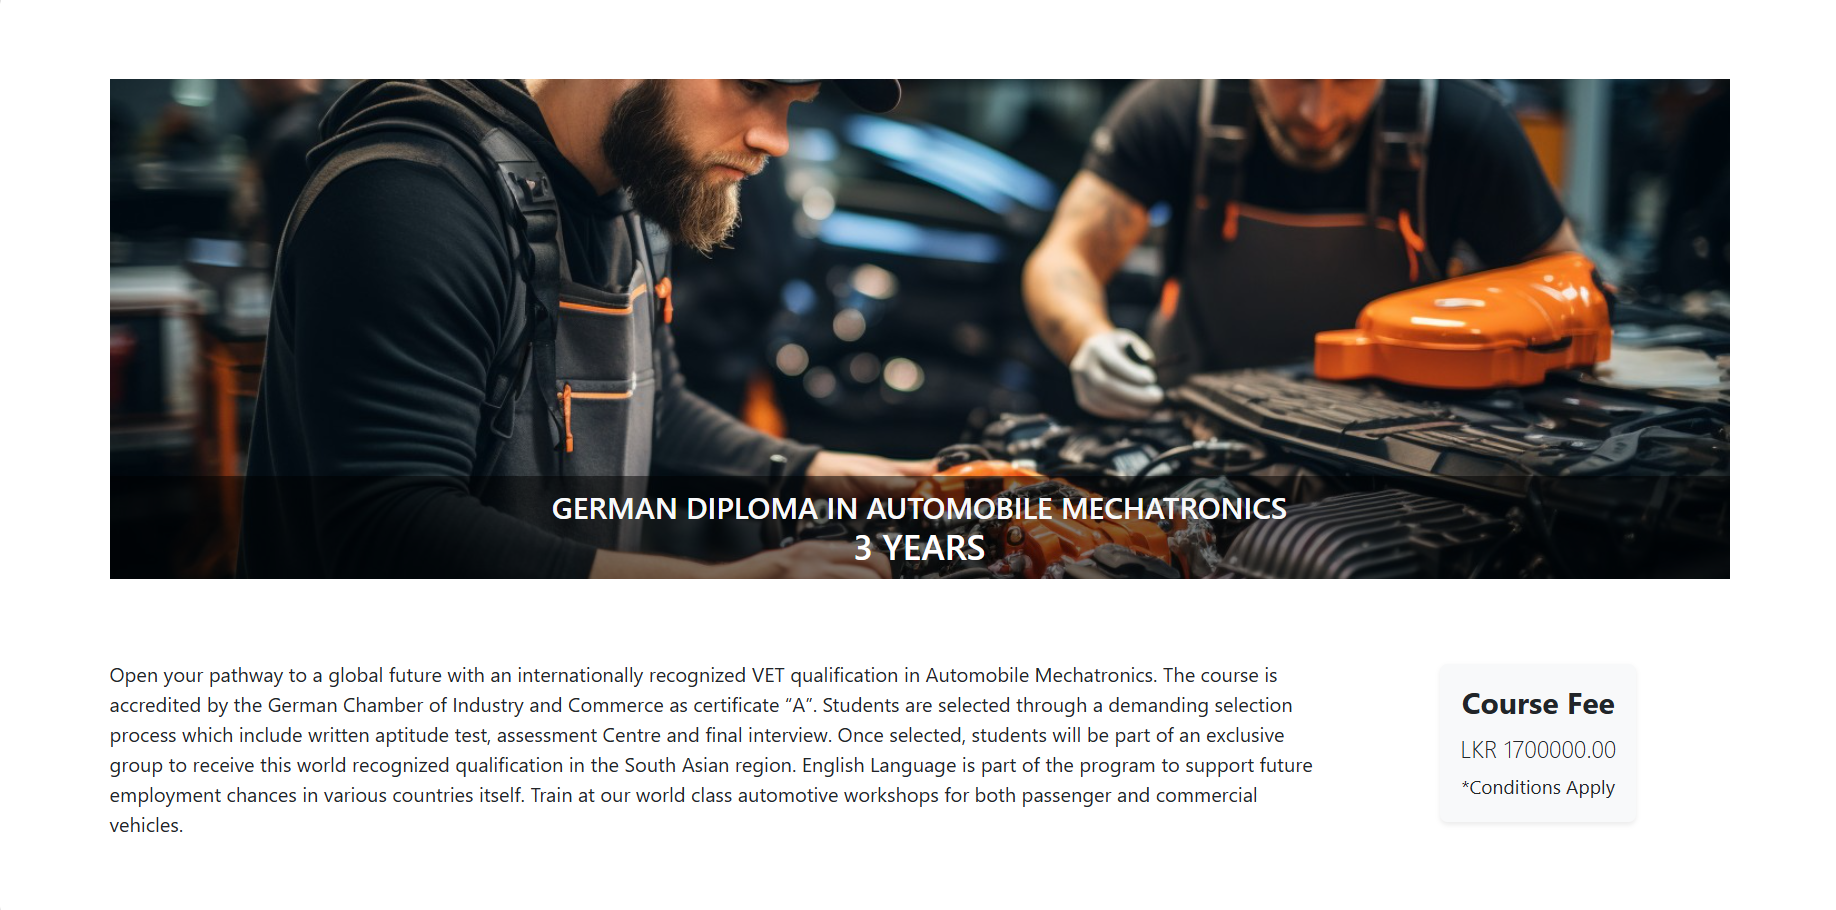 GERMAN DIPLOMA IN AUTOMOBILE MECHATRONICS
3 YEARS
Open your pathway to a global future with an internationally recognized VET qualification in Automobile Mechatronics. The course is
accredited by the German Chamber of Industry and Commerce as certificate “A”. Students are selected through a demanding selection
process which include written aptitude test, assessment Centre and final interview. Once selected, students will be part of an exclusive
group to receive this world recognized qualification in the South Asian region. English Language is part of the program to support future
employment chances in various countries itself. Train at our world class automotive workshops for both passenger and commercial
vehicles.
Course Fee
LKR 1700000.00
*Conditions Apply